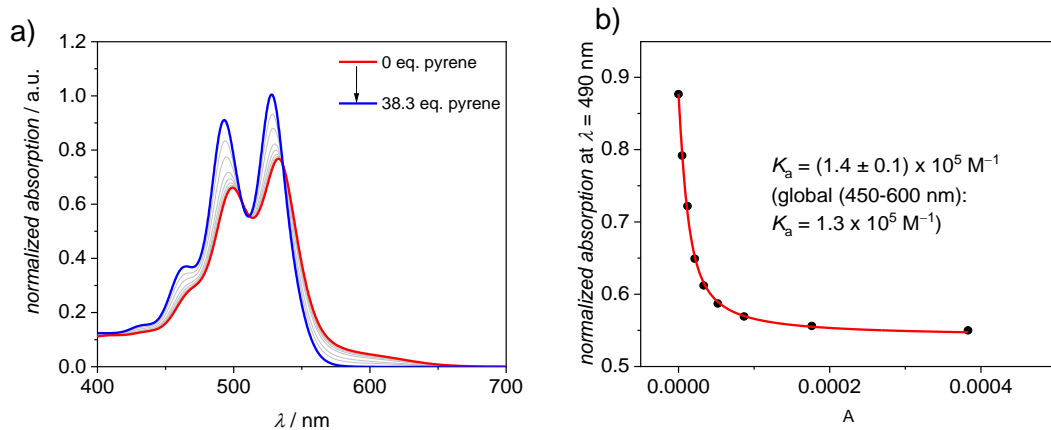 a)
normalized absorption / a.u.
1.2
1.0
0.8
0.6
0.4
0.2
0.0
400
500
600
700
λ / nm
0 eq. pyrene
38.3 eq. pyrene
b)
normalized absorption at λ = 490 nm
0.9
0.8
0.7
0.6
0.5
0.0000
0.0002
0.0004
A
Kₐ = (1.4 ± 0.1) x 10⁵ M⁻¹
(global (450-600 nm):
Kₐ = 1.3 x 10⁵ M⁻¹)